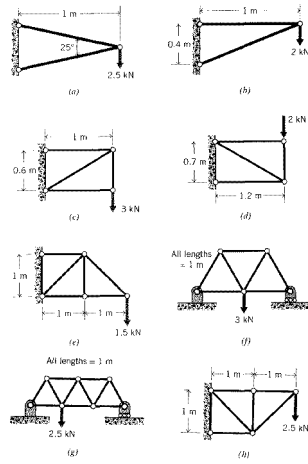 1 m
25°
2.5 kN
(a)
1 m
0.4 m
2 kN
(b)
1 m
0.6 m
3 kN
(c)
2 kN
0.7 m
1.2 m
(d)
1 m
1 m
1 m
1.5 kN
(e)
All lengths
= 1 m
3 kN
(f)
All lengths = 1 m
2.5 kN
(g)
1 m
1 m
1 m
2.5 kN
(h)